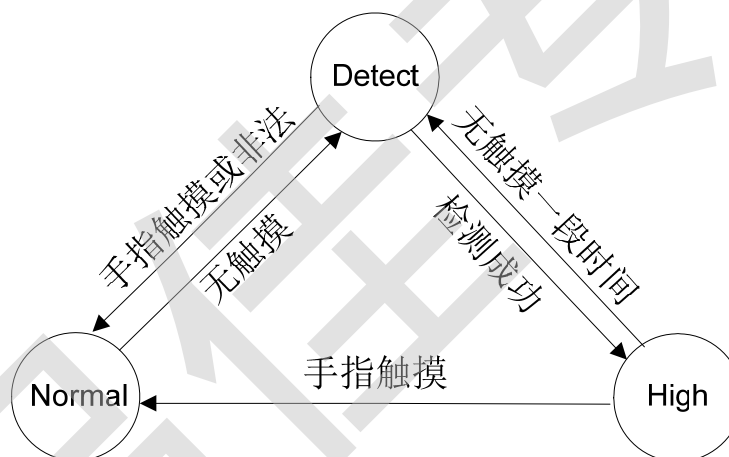 Detect
手指触摸或非法
无触摸
无触摸一段时间
检测成功
手指触摸
Normal
High